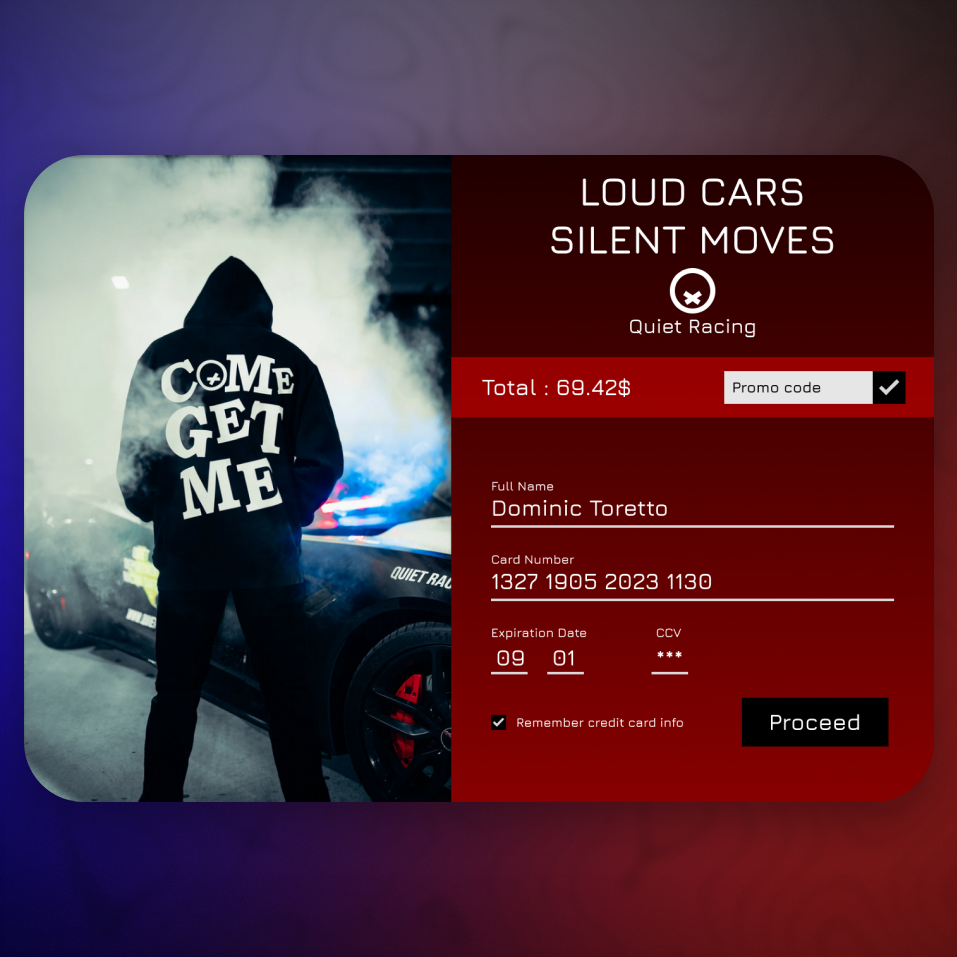 COME
GET
ME
QUIET RAC
LOUD CARS
SILENT MOVES
Quiet Racing
Total : 69.42$
Promo code
Full Name
Dominic Toretto
Card Number
1327 1905 2023 1130
Expiration Date
CCV
09 01
***
Remember credit card info
Proceed